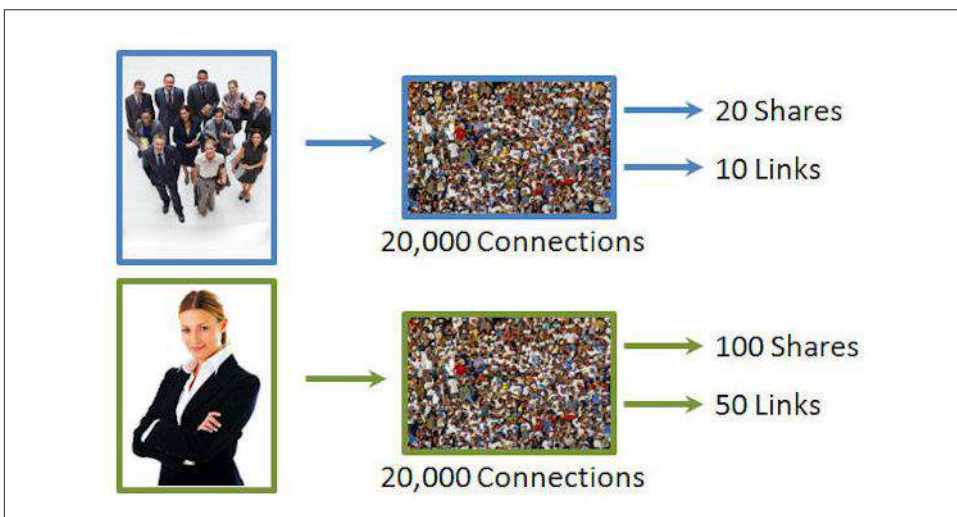 20 Shares
10 Links
20,000 Connections
100 Shares
50 Links
20,000 Connections